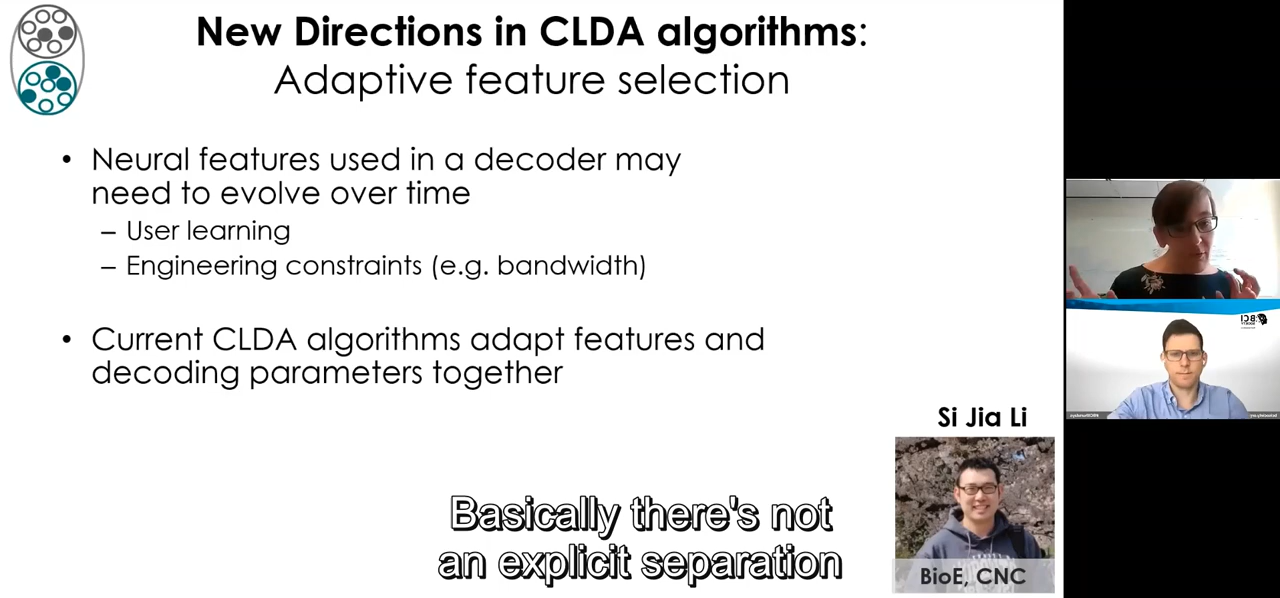 New Directions in CLDA algorithms:
Adaptive feature selection
• Neural features used in a decoder may
need to evolve over time
– User learning
– Engineering constraints (e.g. bandwidth)
• Current CLDA algorithms adapt features and
decoding parameters together
Si Jia Li
BioE, CNC
Basically there's not
an explicit separation